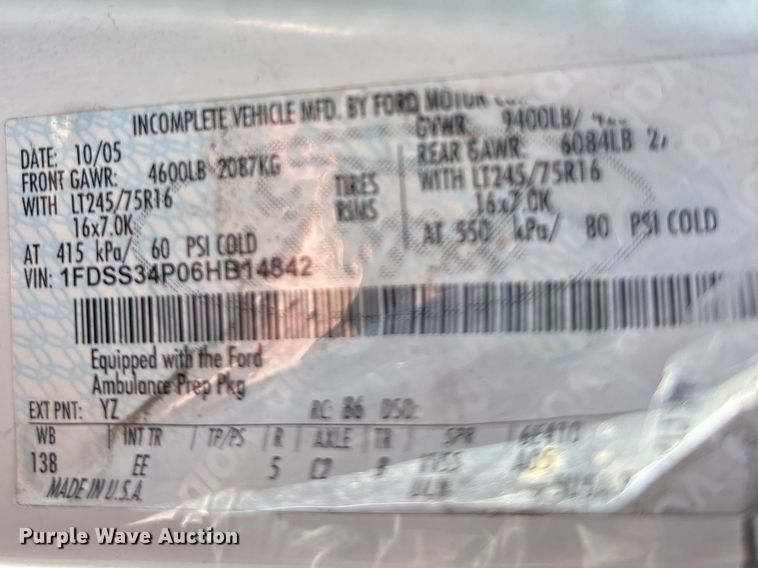 INCOMPLETE VEHICLE MFD. BY FORD MOTOR
DATE: 10/05 GVWR: 9400LB/
FRONT GAWR: 4600LB 2087KG REAR GAWR: 6084LB
WITH LT245/75R16 TIRES WITH LT245/75R16
16x7.0K RIMS 16x7.0K
AT 415 kPa/ 60 PSI COLD AT 550 kPa/ 80 PSI COLD
VIN: 1FDSS34P06HB14842
Equipped with the Ford
Ambulance Prep Pkg
EXT PNT: YZ RC: 86 DSO:
WB INT TR TP/PS R AXLE TR SPR
138 EE 5 C2
MADE IN U.S.A.
Purple Wave Auction